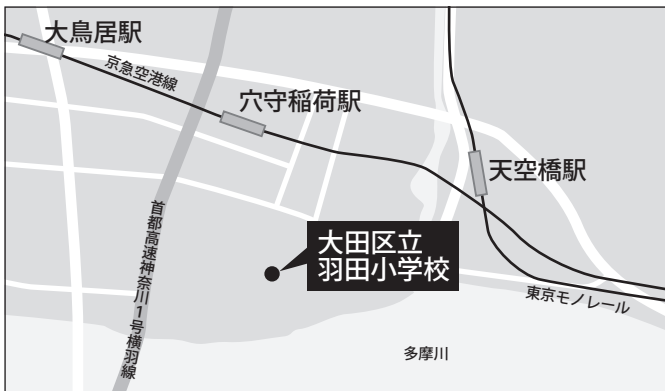 大鳥居駅
京急空港線
穴守稲荷駅
天空橋駅
首都高速神奈川1号横羽線
大田区立
羽田小学校
東京モノレール
多摩川